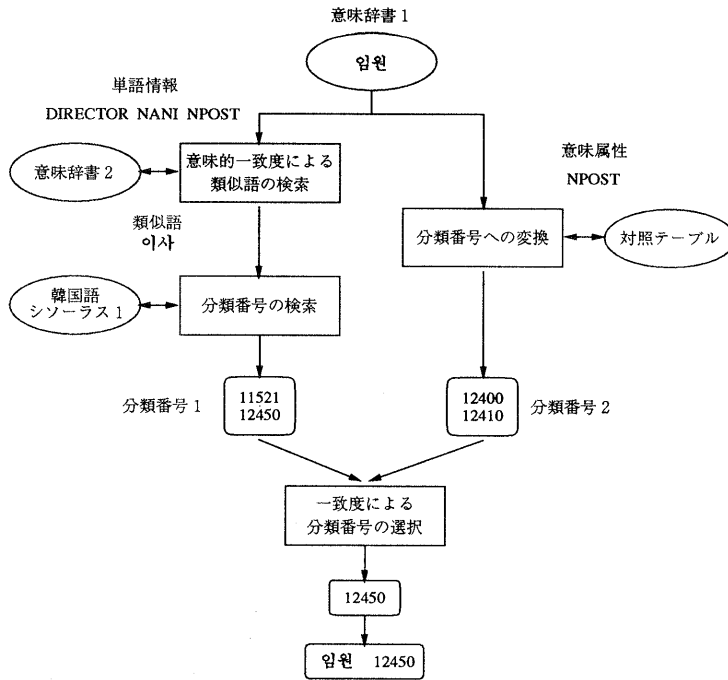 意味辞書1
임원
単語情報
DIRECTOR NANI NPOST
意味辞書2
意味的一致度による
類似語の検索
意味属性
NPOST
類似語
이사
分類番号への変換
対照テーブル
韓国語
シソーラス1
分類番号の検索
分類番号1
11521
12450
12400
12410
分類番号2
一致度による
分類番号の選択
12450
임원 12450